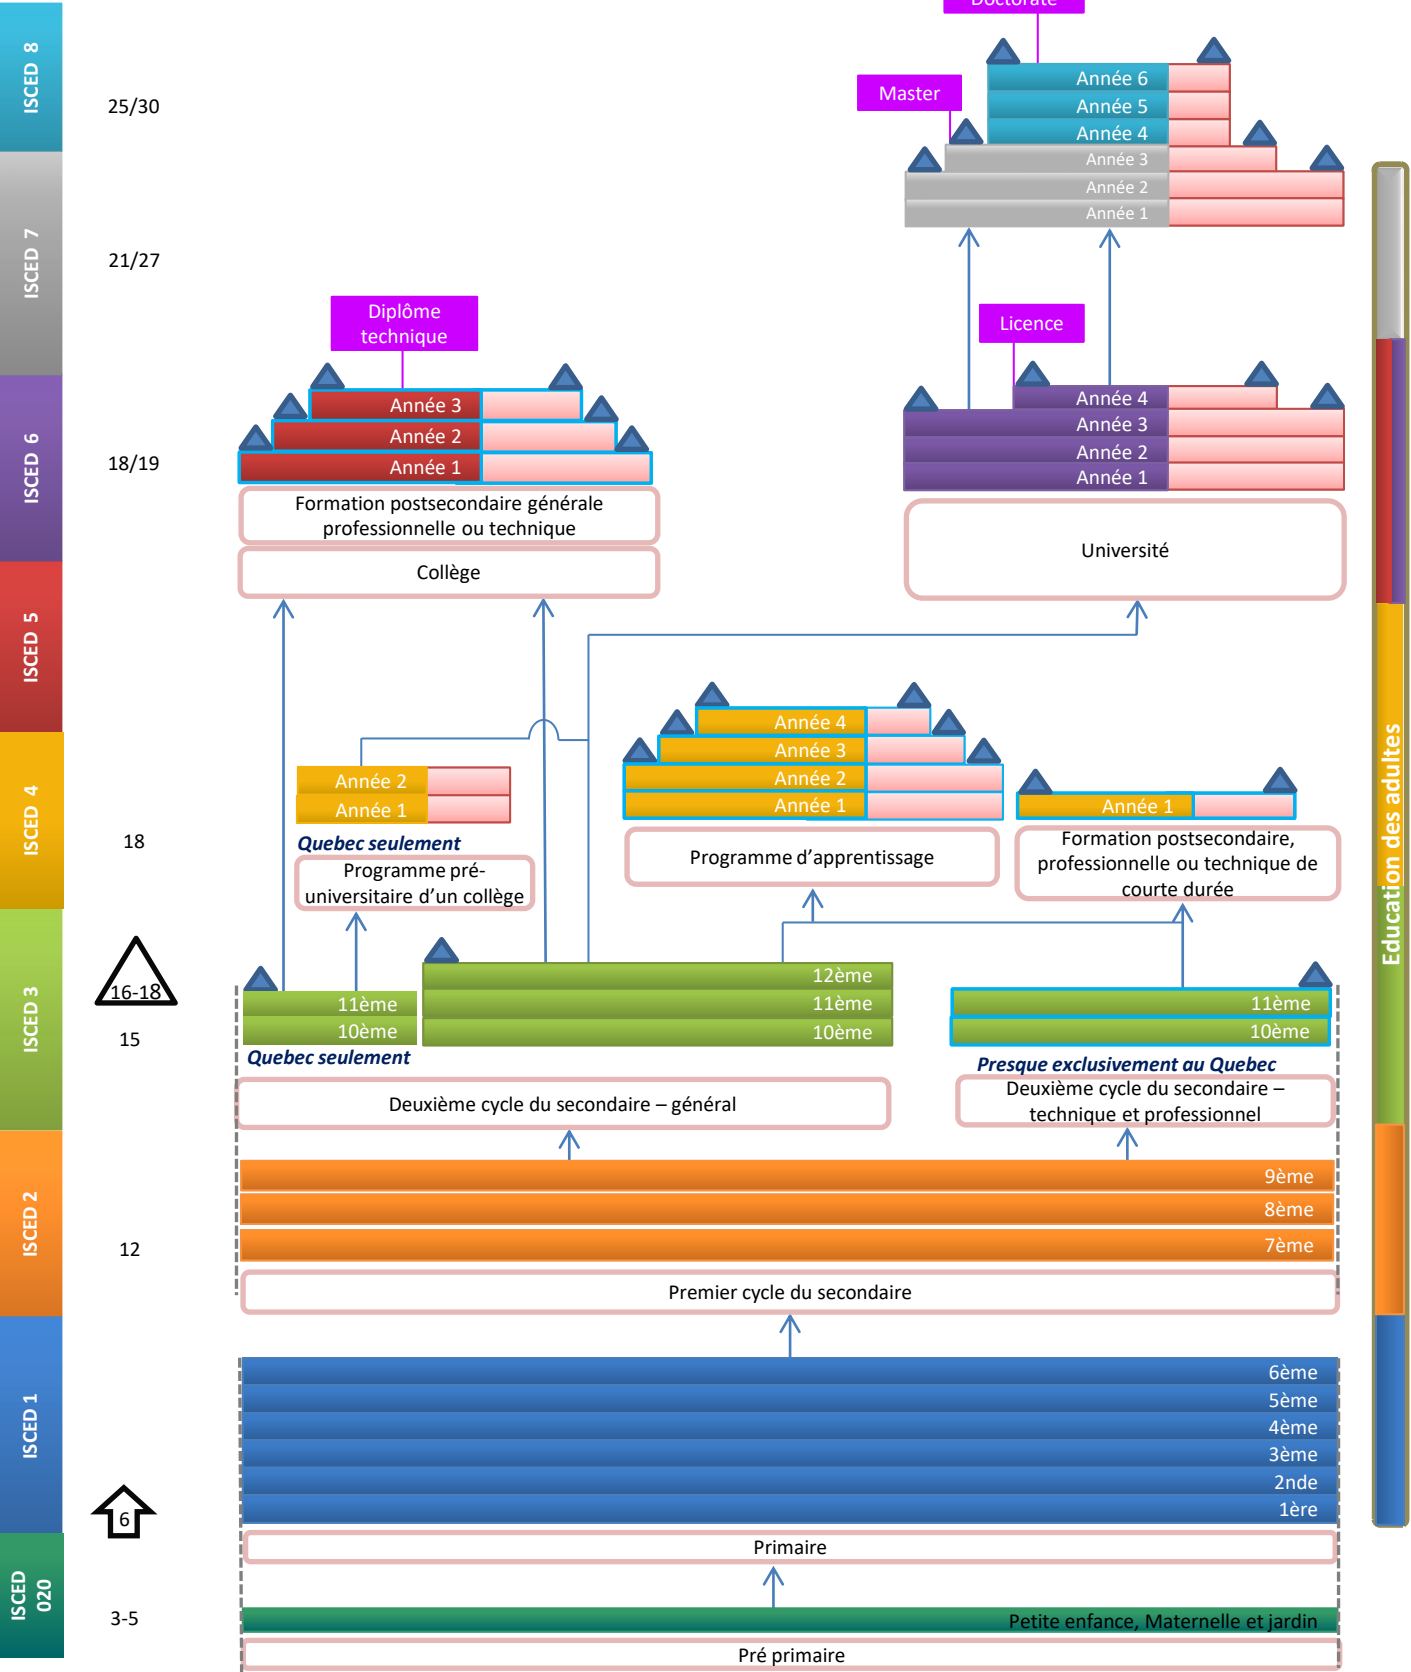 Doctorate
ISCED 8
25/30
Master
Année 6
Année 5
Année 4
Année 3
Année 2
Année 1
ISCED 7
21/27
Diplôme
technique
Licence
ISCED 6
18/19
Année 3
Année 2
Année 1
Année 4
Année 3
Année 2
Année 1
Formation postsecondaire générale
professionnelle ou technique
Collège
Université
ISCED 5
ISCED 4
18
Année 2
Année 1
Quebec seulement
Programme pré-
universitaire d'un collège
Année 4
Année 3
Année 2
Année 1
Programme d'apprentissage
Année 1
Formation postsecondaire,
professionnelle ou technique de
courte durée
Education des adultes
ISCED 3
16-18
15
11ème
10ème
Quebec seulement
12ème
11ème
10ème
11ème
10ème
Presque exclusivement au Quebec
Deuxième cycle du secondaire – général
Deuxième cycle du secondaire –
technique et professionnel
ISCED 2
12
9ème
8ème
7ème
Premier cycle du secondaire
ISCED 1
6
6ème
5ème
4ème
3ème
2nde
1ère
Primaire
ISCED
020
3-5
Petite enfance, Maternelle et jardin
Pré primaire